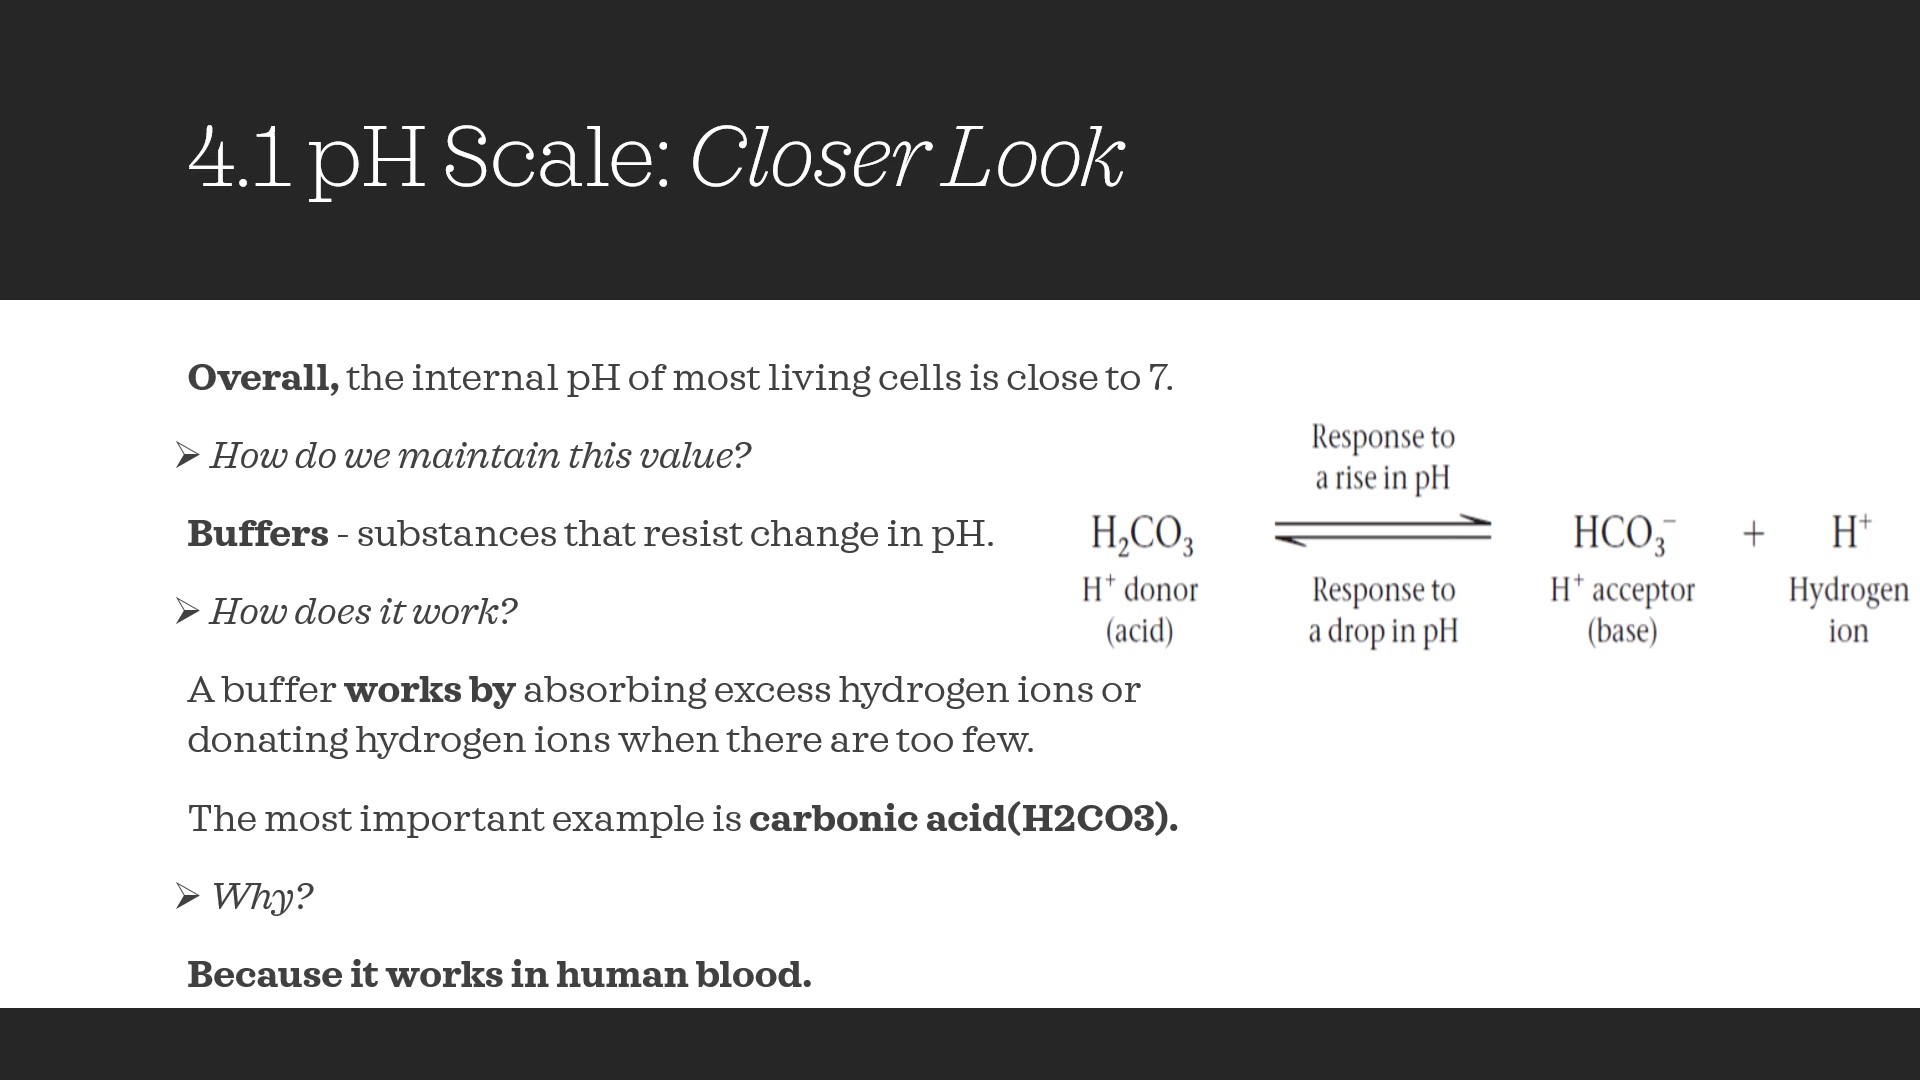 4.1 pH Scale: Closer Look
Overall, the internal pH of most living cells is close to 7.
➢ How do we maintain this value?
Buffers - substances that resist change in pH.
➢ How does it work?
A buffer works by absorbing excess hydrogen ions or
donating hydrogen ions when there are too few.
The most important example is carbonic acid(H2CO3).
➢ Why?
Because it works in human blood.
Response to
a rise in pH
H₂CO₃ ⇌ HCO₃⁻ + H⁺
H⁺ donor Response to H⁺ acceptor Hydrogen
(acid) a drop in pH (base) ion